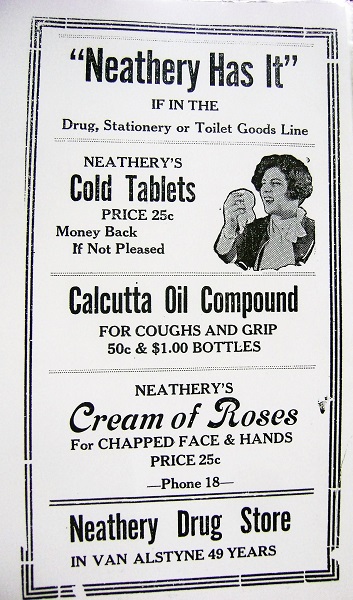 "Neathery Has It"
IF IN THE
Drug, Stationery or Toilet Goods Line
NEATHERY'S
Cold Tablets
PRICE 25c
Money Back
If Not Pleased
Calcutta Oil Compound
FOR COUGHS AND GRIP
50c & $1.00 BOTTLES
NEATHERY'S
Cream of Roses
For CHAPPED FACE & HANDS
PRICE 25c
—Phone 18—
Neathery Drug Store
IN VAN ALSTYNE 49 YEARS